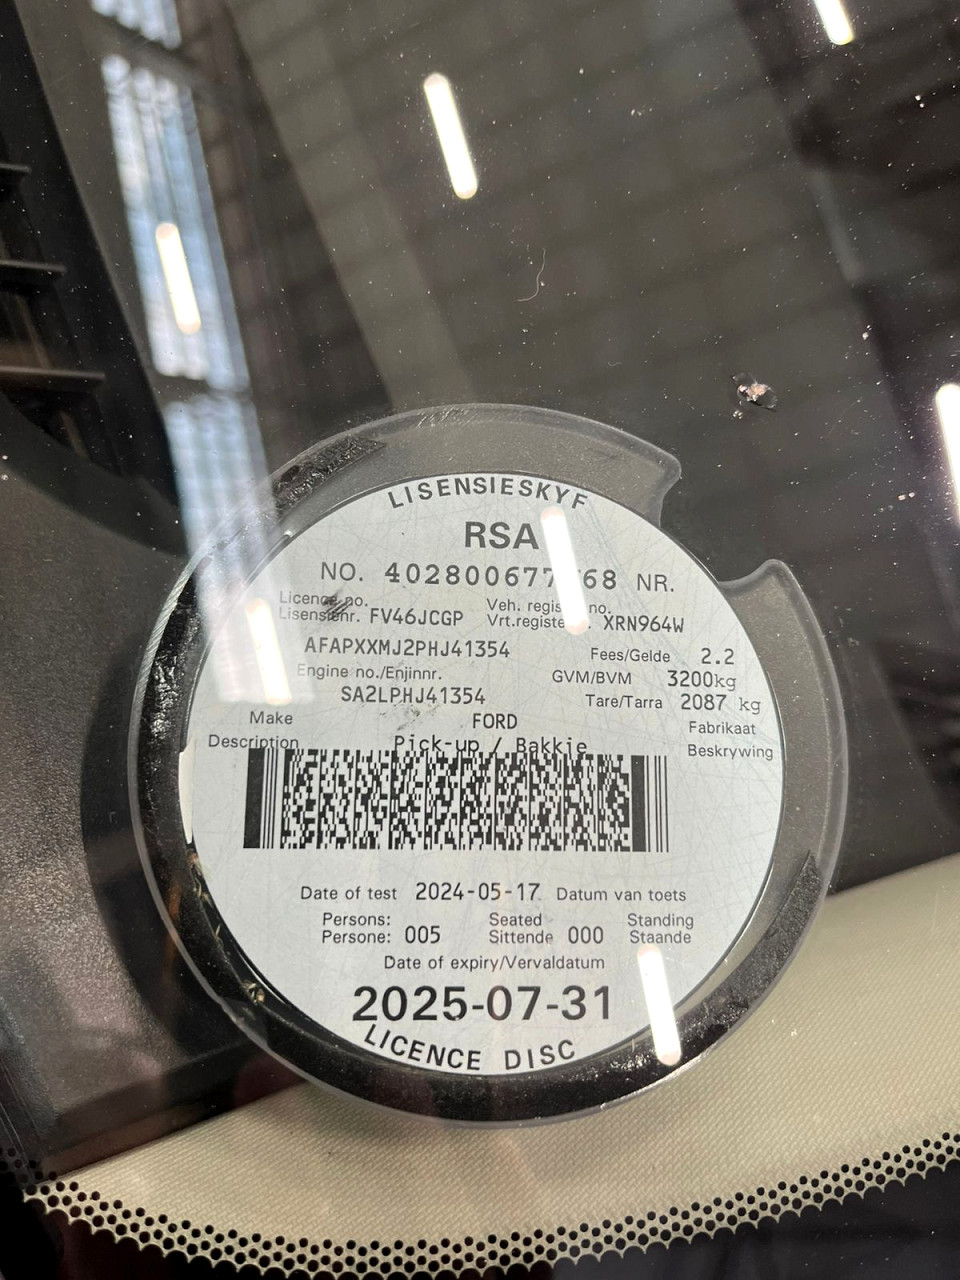 LISENSIESKYF
RSA
NO. NR.
Licence no. Veh. no.
Lisensienr. FV46JCGP XRN964W
AFAPXXMJ2PHJ41354 Fees/Gelde 2.2
Engine no./Enjinnr. GVM/BVM 3200kg
SA2LPHJ41354 Tare/Tarra 2087 kg
Make FORD Fabrikaat
Description Pick-up / Bakkie Beskrywing
Date of test 2024-05-17 Datum van toets
Persons: Seated Standing
Persone: 005 Sittende 000 Staande
Date of expiry/Vervaldatum
2025-07-31
LICENCE DISC